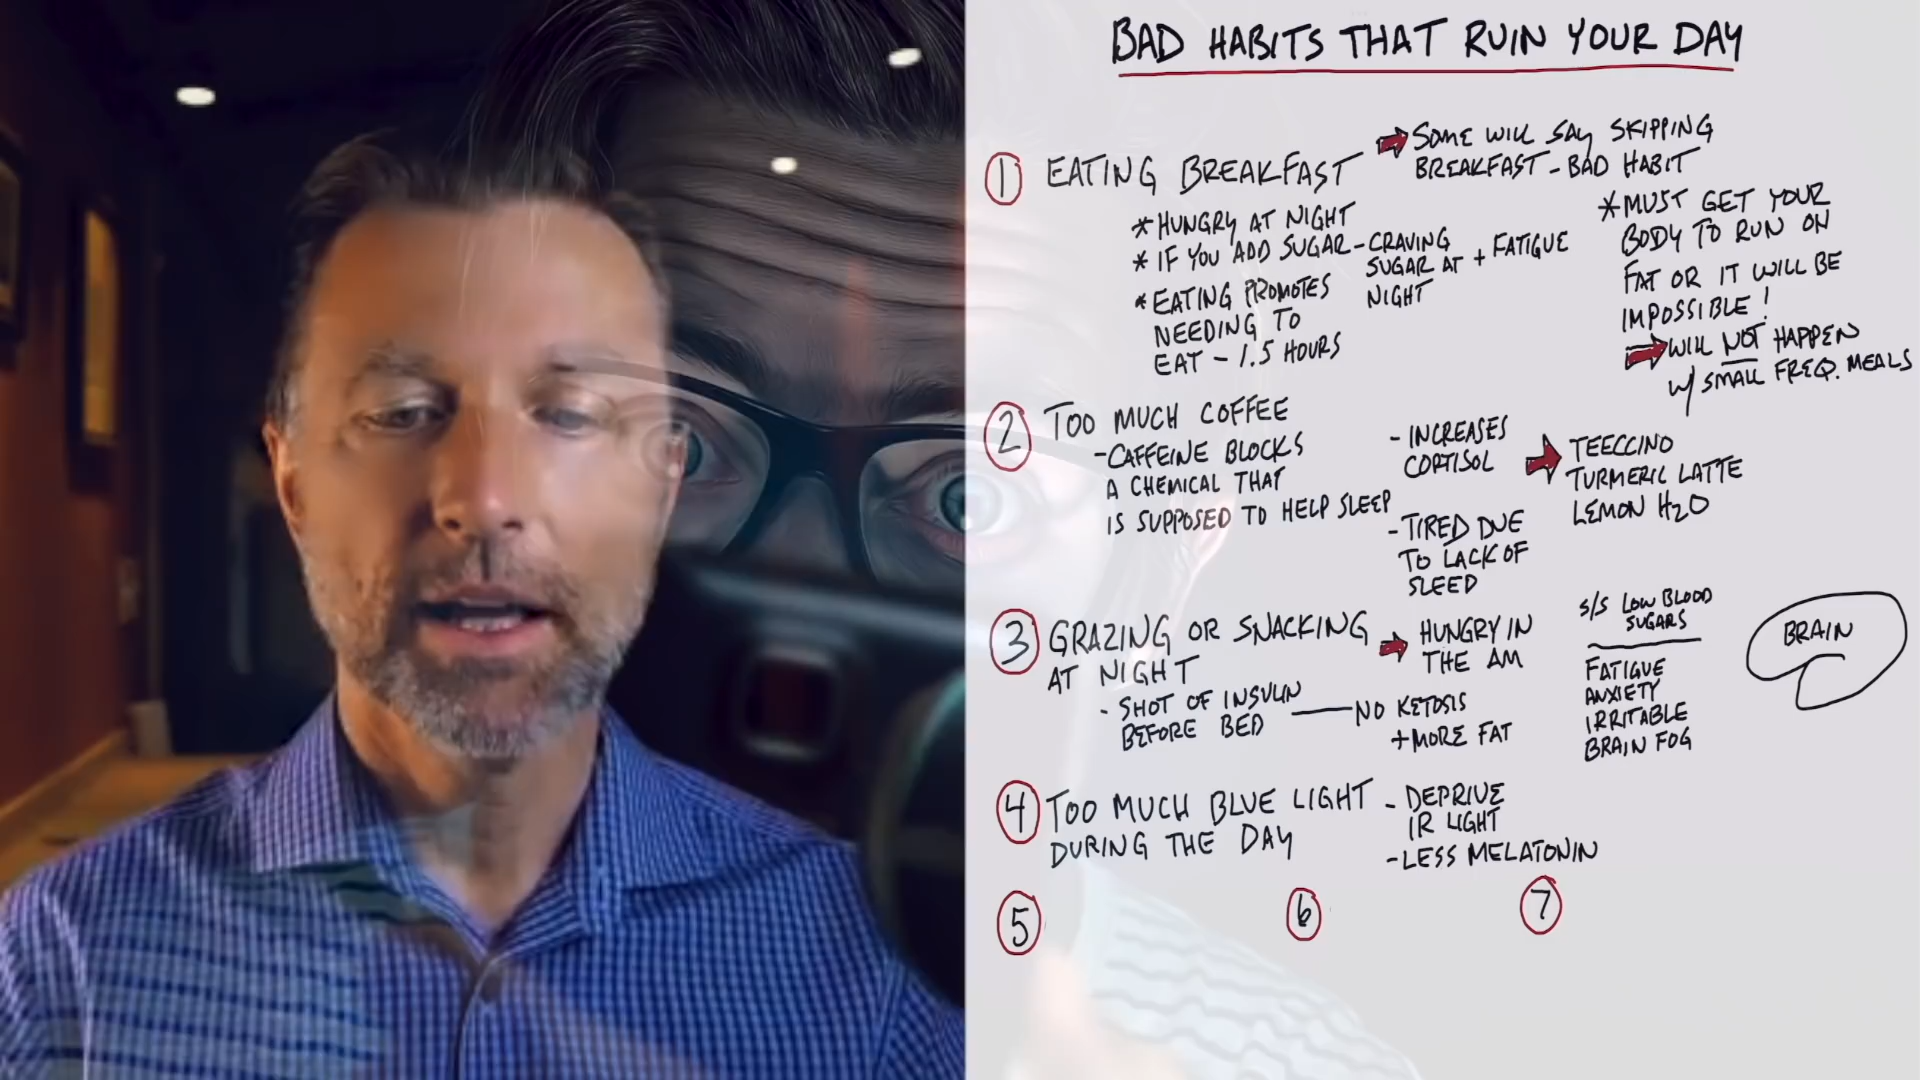 BAD HABITS THAT RUIN YOUR DAY
1 EATING BREAKFAST
SOME WILL SAY SKIPPING
BREAKFAST - BAD HABIT
* HUNGRY AT NIGHT
* IF YOU ADD SUGAR - CRAVING
SUGAR AT + FATIGUE
NIGHT
* EATING PROMOTES
NEEDING TO
EAT - 1.5 HOURS
* MUST GET YOUR
BODY TO RUN ON
FAT OR IT WILL BE
IMPOSSIBLE!
WILL NOT HAPPEN
W/ SMALL FREQ. MEALS
2 TOO MUCH COFFEE
- CAFFEINE BLOCKS
A CHEMICAL THAT
IS SUPPOSED TO HELP SLEEP
- INCREASES
CORTISOL
- TIRED DUE
TO LACK OF
SLEED
TEECCINO
TURMERIC LATTE
LEMON H2O
3 GRAZING OR SNACKING
AT NIGHT
- SHOT OF INSULIN
BEFORE BED
HUNGRY IN
THE AM
NO KETOSIS
+ MORE FAT
S/S LOW BLOOD
SUGARS
FATIGUE
ANXIETY
IRRITABLE
BRAIN FOG
BRAIN
4 TOO MUCH BLUE LIGHT
DURING THE DAY
- DEPRIVE
IR LIGHT
- LESS MELATONIN
5 6 7